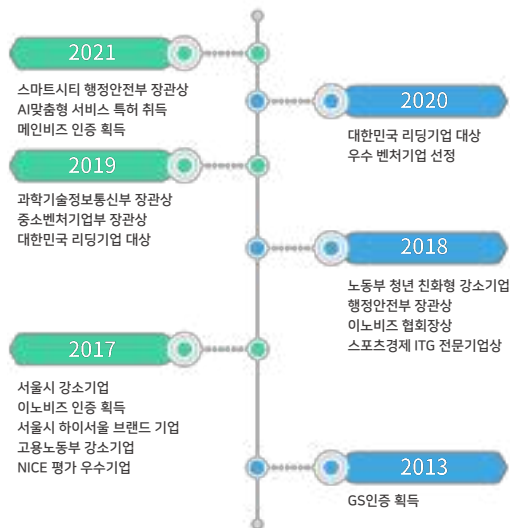 2021
스마트시티 행정안전부 장관상
AI맞춤형 서비스 특허 취득
메인비즈 인증 획득
2020
대한민국 리딩기업 대상
우수 벤처기업 선정
2019
과학기술정보통신부 장관상
중소벤처기업부 장관상
대한민국 리딩기업 대상
2018
노동부 청년 친화형 강소기업
행정안전부 장관상
이노비즈 협회장상
스포츠경제 ITG 전문기업상
2017
서울시 강소기업
이노비즈 인증 획득
서울시 하이서울 브랜드 기업
고용노동부 강소기업
NICE 평가 우수기업
2013
GS인증 획득